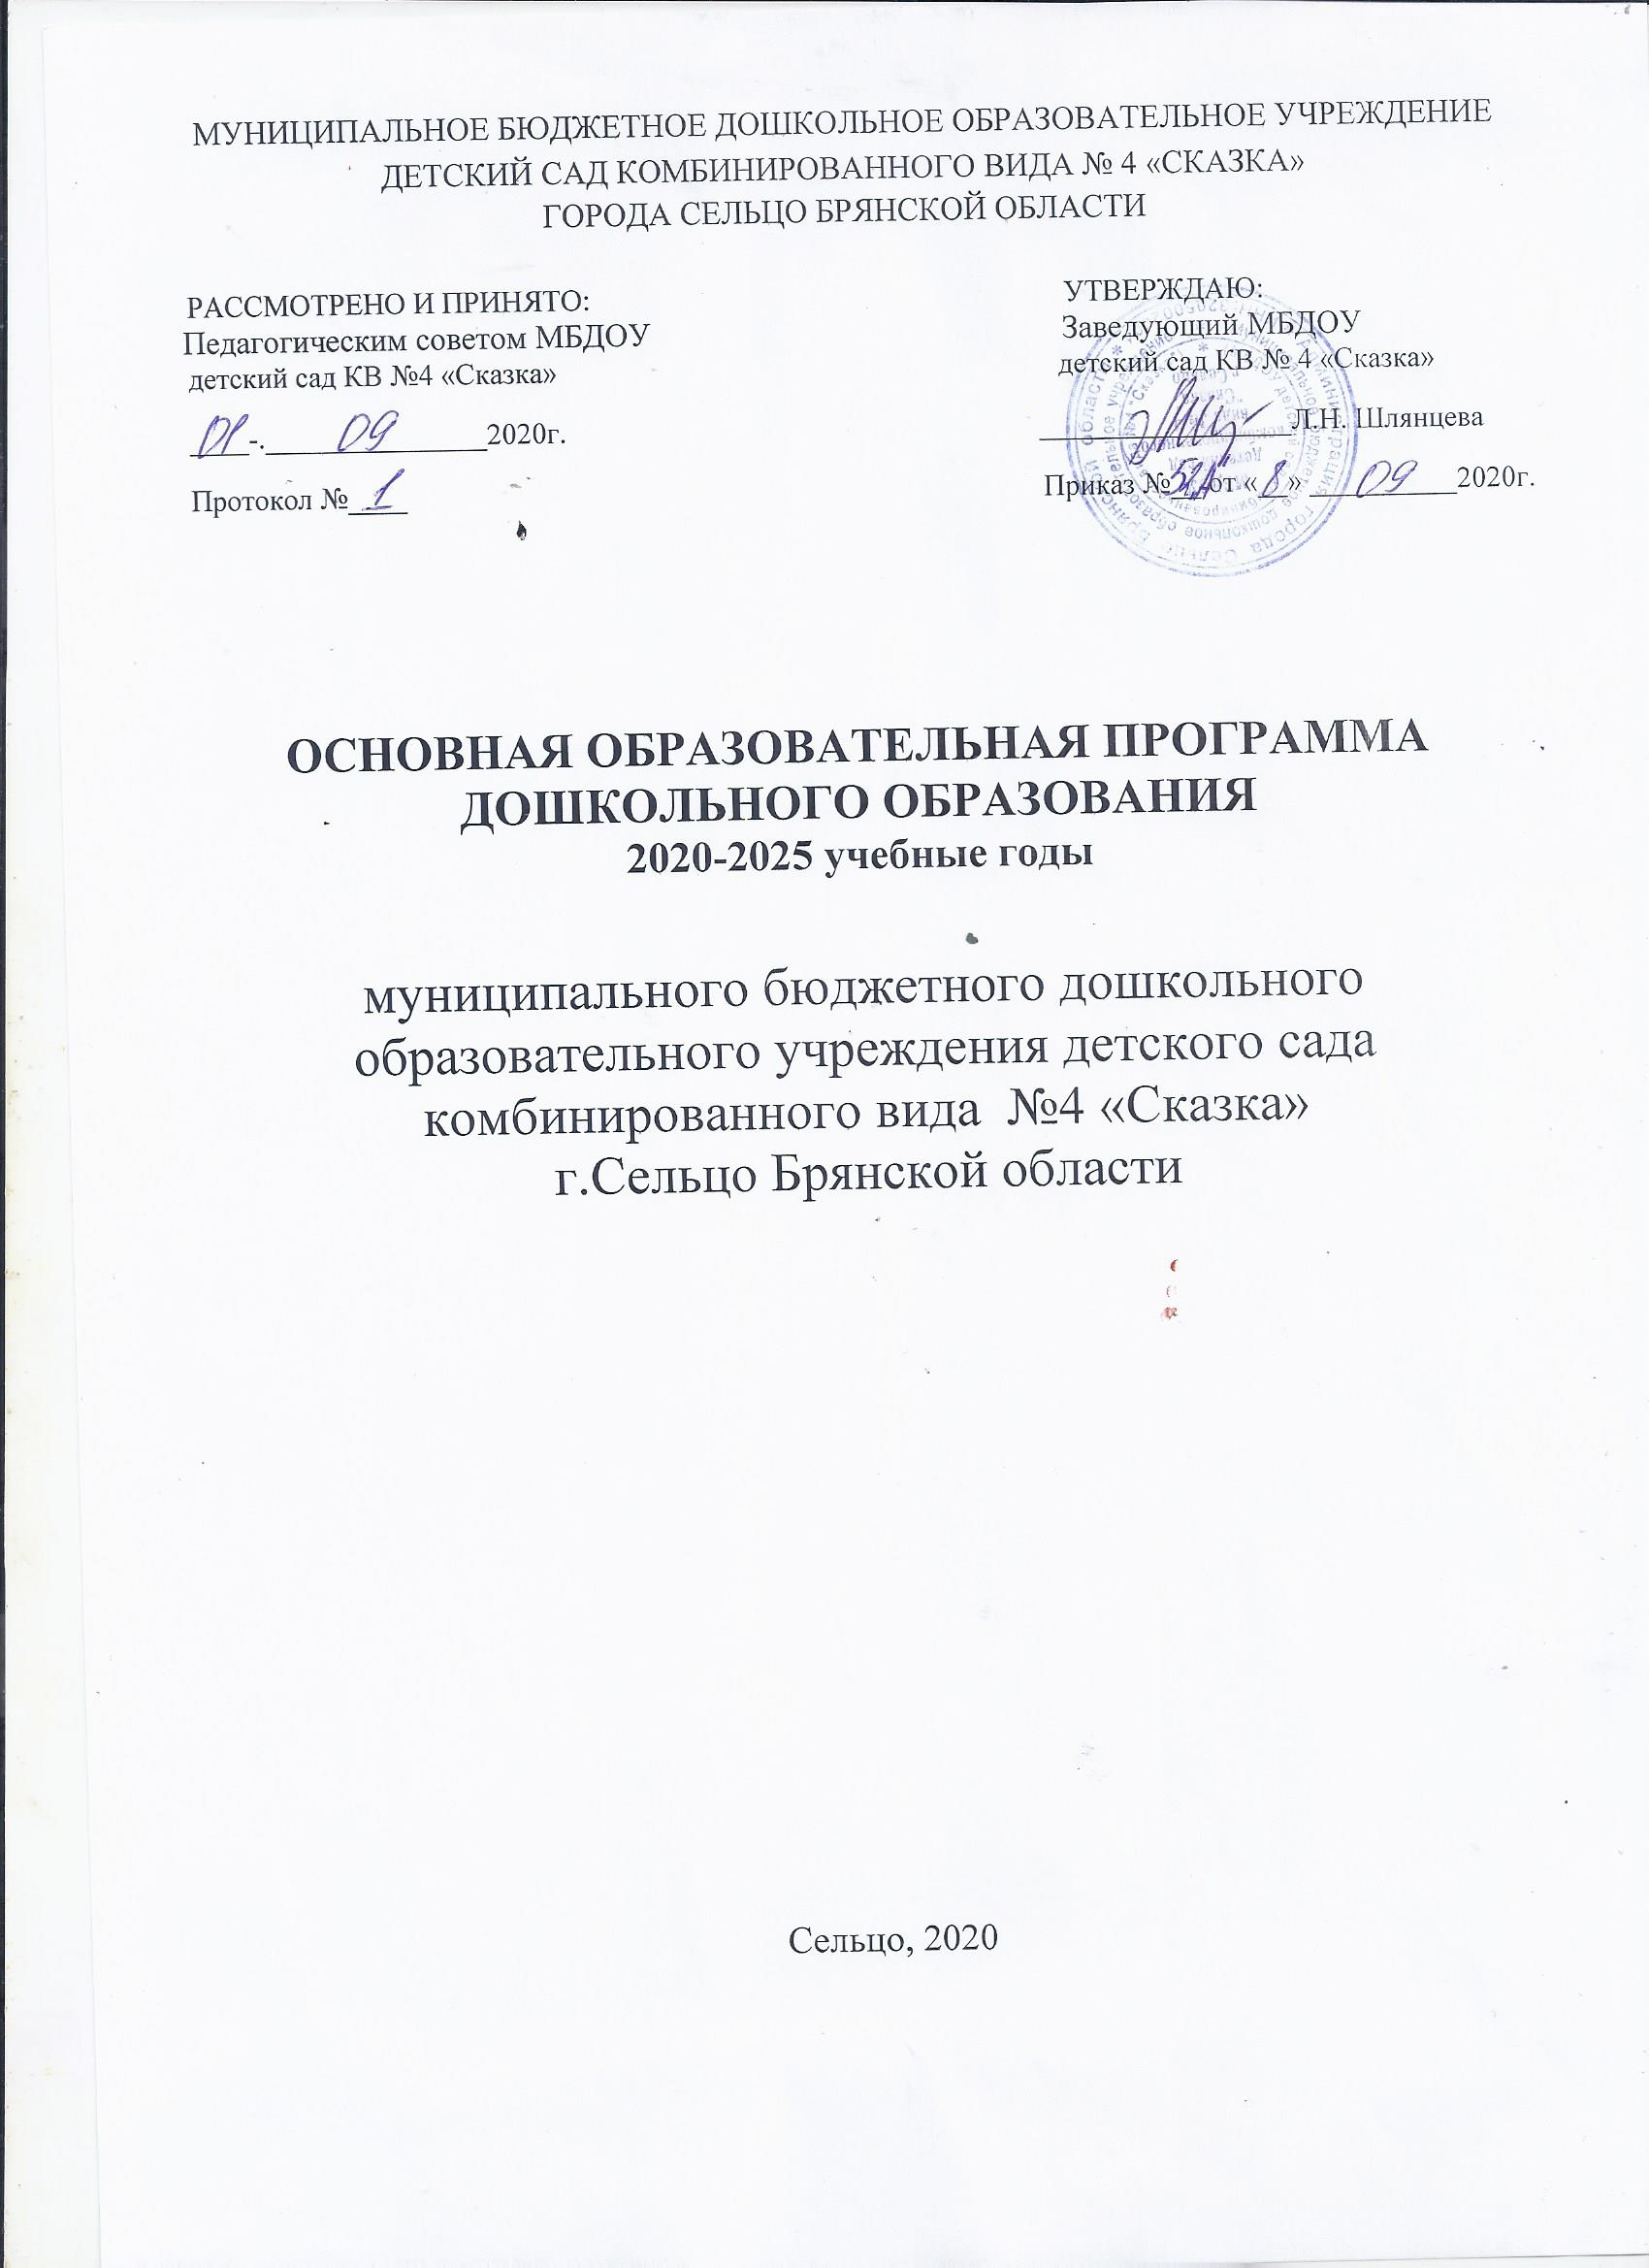 МУНИЦИПАЛЬНОЕ БЮДЖЕТНОЕ ДОШКОЛЬНОЕ ОБРАЗОВАТЕЛЬНОЕ УЧРЕЖДЕНИЕ
ДЕТСКИЙ САД КОМБИНИРОВАННОГО ВИДА № 4 «СКАЗКА»
ГОРОДА СЕЛЬЦО БРЯНСКОЙ ОБЛАСТИ
РАССМОТРЕНО И ПРИНЯТО:
Педагогическим советом МБДОУ
детский сад КВ №4 «Сказка»
01-. 09 2020г.
Протокол № 1
УТВЕРЖДАЮ:
Заведующий МБДОУ
детский сад КВ № 4 «Сказка»
Л.Н. Шлянцева
Приказ № от «8» 09 2020г.
ОСНОВНАЯ ОБРАЗОВАТЕЛЬНАЯ ПРОГРАММА
ДОШКОЛЬНОГО ОБРАЗОВАНИЯ
2020-2025 учебные годы
муниципального бюджетного дошкольного
образовательного учреждения детского сада
комбинированного вида №4 «Сказка»
г.Сельцо Брянской области
Сельцо, 2020